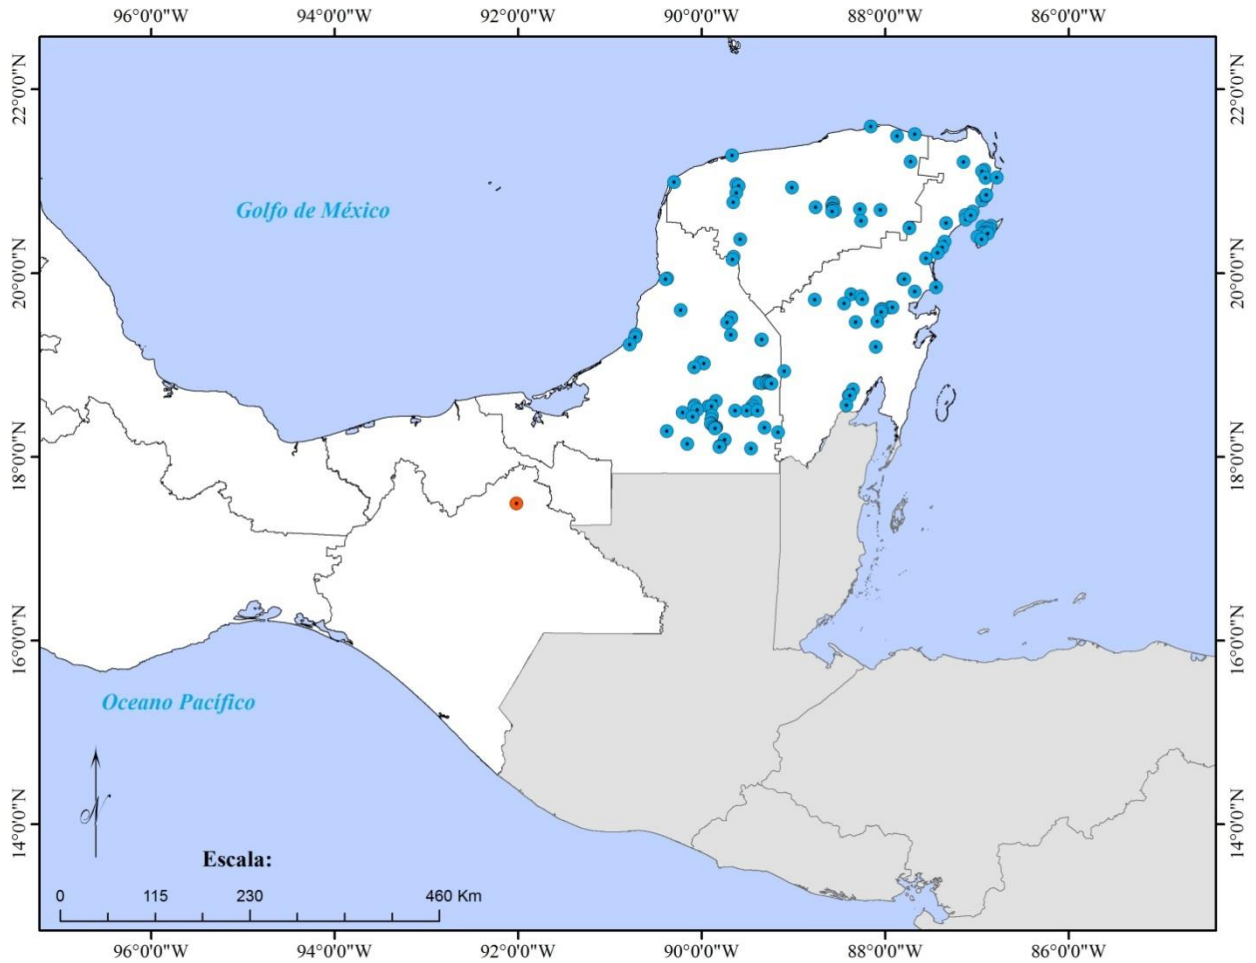 96°0'0"W 94°0'0"W 92°0'0"W 90°0'0"W 88°0'0"W 86°0'0"W
22°0'0"N 22°0'0"N
Golfo de México
20°0'0"N 20°0'0"N
18°0'0"N 18°0'0"N
16°0'0"N 16°0'0"N
Oceano Pacífico
N
14°0'0"N 14°0'0"N
Escala:
0 115 230 460 Km
96°0'0"W 94°0'0"W 92°0'0"W 90°0'0"W 88°0'0"W 86°0'0"W